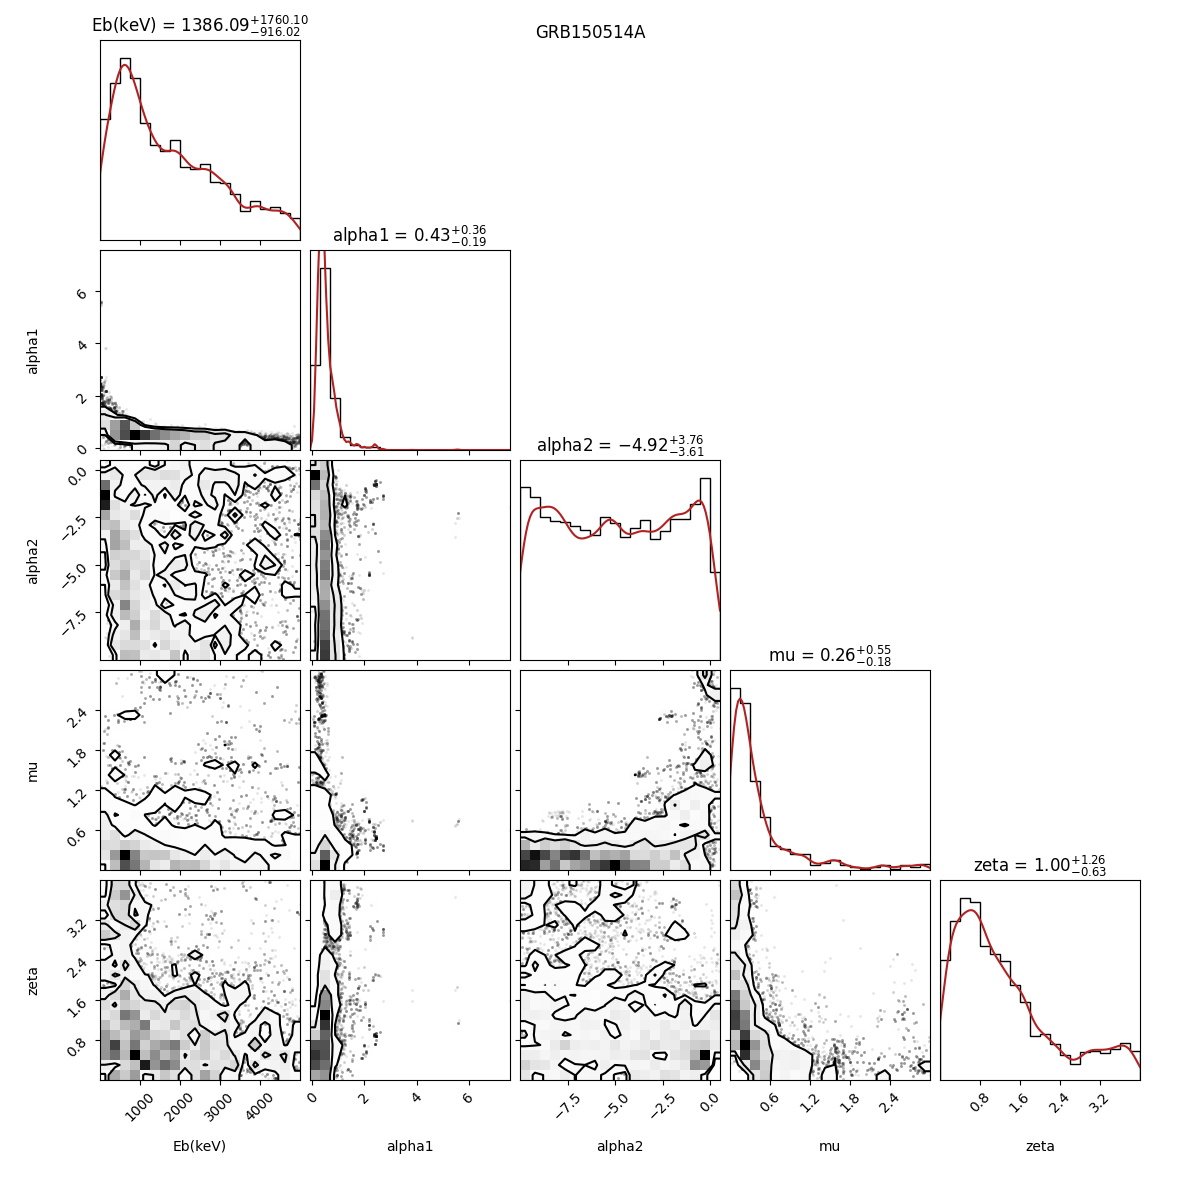 GRB150514A
Eb(keV) = 1386.09+1760.10
−916.02
alpha1 = 0.43+0.36
−0.19
6
4
2
0
alpha1
alpha2 = −4.92+3.76
−3.61
0.0
−2.5
−5.0
−7.5
alpha2
mu = 0.26+0.55
−0.18
2.4
1.8
1.2
0.6
mu
zeta = 1.00+1.26
−0.63
3.2
2.4
1.6
0.8
zeta
1000 2000 3000 4000 0 2 4 6 −7.5 −5.0 −2.5 0.0 0.6 1.2 1.8 2.4 0.8 1.6 2.4 3.2
Eb(keV) alpha1 alpha2 mu zeta